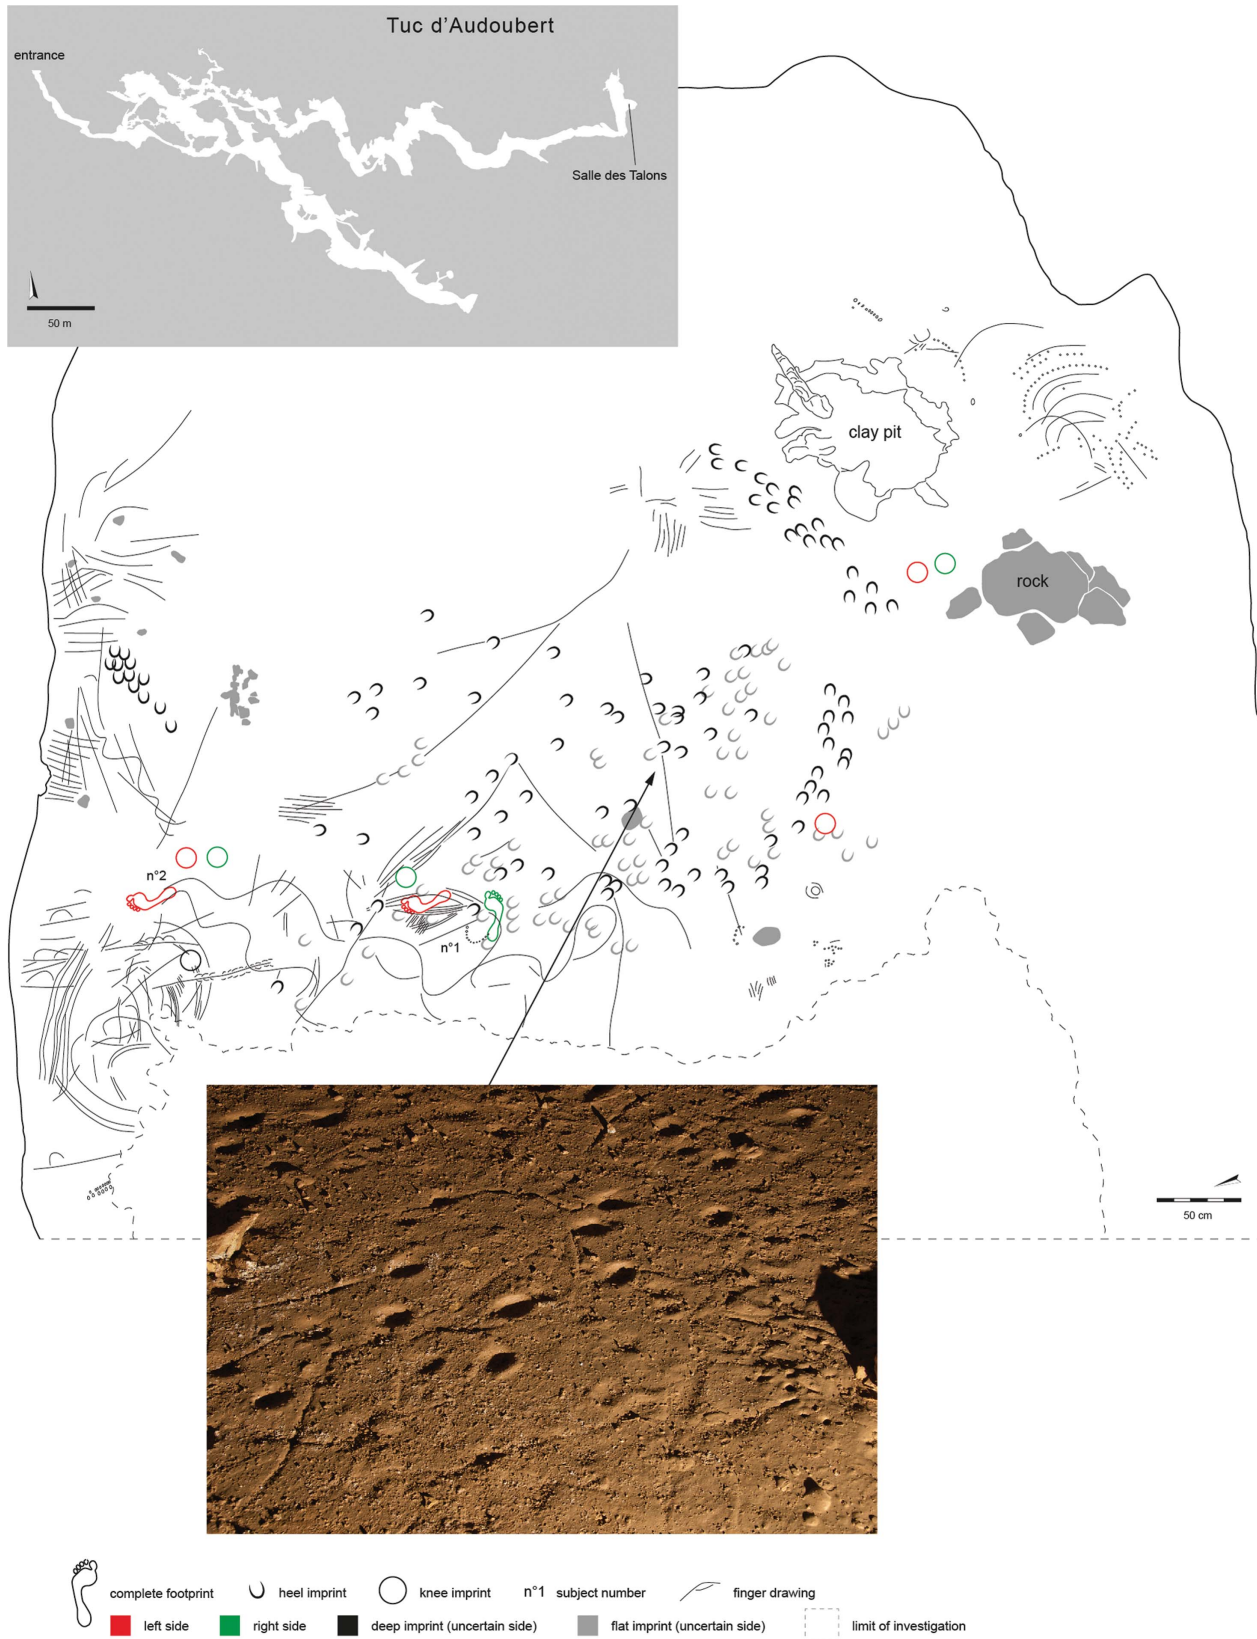 Tuc d'Audoubert
entrance
Salle des Talons
50 m
clay pit
rock
n°2
n°1
50 cm
complete footprint
heel imprint
knee imprint
n°1 subject number
finger drawing
left side
right side
deep imprint (uncertain side)
flat imprint (uncertain side)
limit of investigation